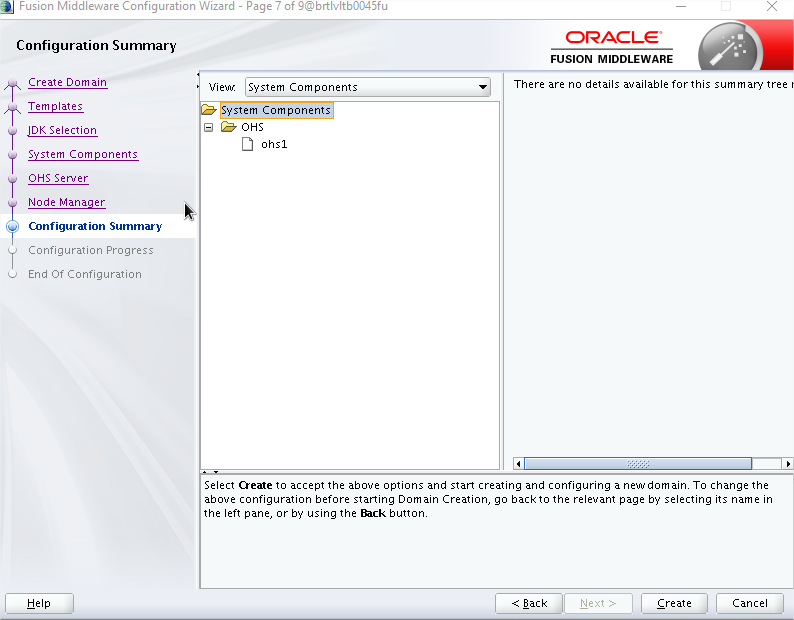 Fusion Middleware Configuration Wizard - Page 7 of 9@brtlvltb0045fu
Configuration Summary
ORACLE
FUSION MIDDLEWARE
Create Domain
Templates
JDK Selection
System Components
OHS Server
Node Manager
Configuration Summary
Configuration Progress
End Of Configuration
View: System Components
System Components
OHS
ohs1
There are no details available for this summary tree
Select Create to accept the above options and start creating and configuring a new domain. To change the
above configuration before starting Domain Creation, go back to the relevant page by selecting its name in
the left pane, or by using the Back button.
Help
< Back
Next >
Create
Cancel